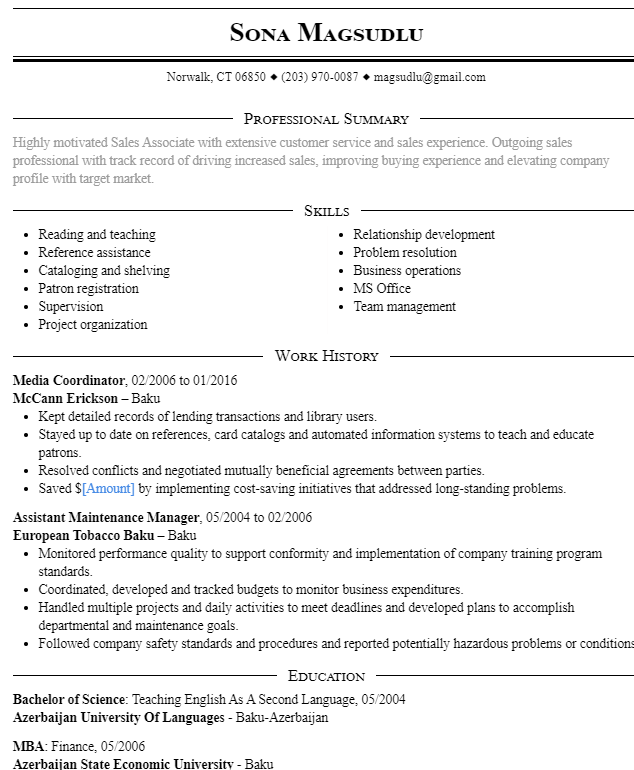 Sona Magsudlu
Norwalk, CT 06850 ◆ (203) 970-0087 ◆ magsudlu@gmail.com
Professional Summary
Highly motivated Sales Associate with extensive customer service and sales experience. Outgoing sales
professional with track record of driving increased sales, improving buying experience and elevating company
profile with target market.
Skills
• Reading and teaching
• Reference assistance
• Cataloging and shelving
• Patron registration
• Supervision
• Project organization
• Relationship development
• Problem resolution
• Business operations
• MS Office
• Team management
Work History
Media Coordinator, 02/2006 to 01/2016
McCann Erickson – Baku
• Kept detailed records of lending transactions and library users.
• Stayed up to date on references, card catalogs and automated information systems to teach and educate
patrons.
• Resolved conflicts and negotiated mutually beneficial agreements between parties.
• Saved $[Amount] by implementing cost-saving initiatives that addressed long-standing problems.
Assistant Maintenance Manager, 05/2004 to 02/2006
European Tobacco Baku – Baku
• Monitored performance quality to support conformity and implementation of company training program
standards.
• Coordinated, developed and tracked budgets to monitor business expenditures.
• Handled multiple projects and daily activities to meet deadlines and developed plans to accomplish
departmental and maintenance goals.
• Followed company safety standards and procedures and reported potentially hazardous problems or conditions
Education
Bachelor of Science: Teaching English As A Second Language, 05/2004
Azerbaijan University Of Languages - Baku-Azerbaijan
MBA: Finance, 05/2006
Azerbaijan State Economic University - Baku